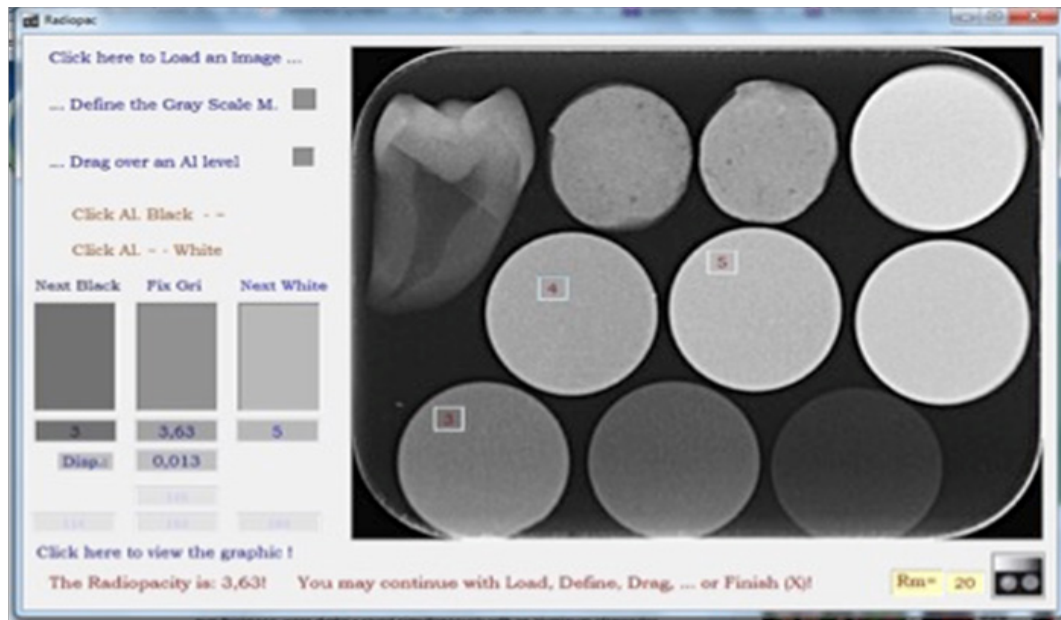 Radiopac
Click here to Load an Image ...
... Define the Gray Scale M.
... Drag over an Al level
Click Al. Black - -
Click Al. - - White
Next Black Fix Gri Next White
3 3,63 5
Disp.: 0,013
Click here to view the graphic !
The Radiopacity is: 3,63! You may continue with Load, Define, Drag, ... or Finish (X)!
Rm= 20
5
4
3